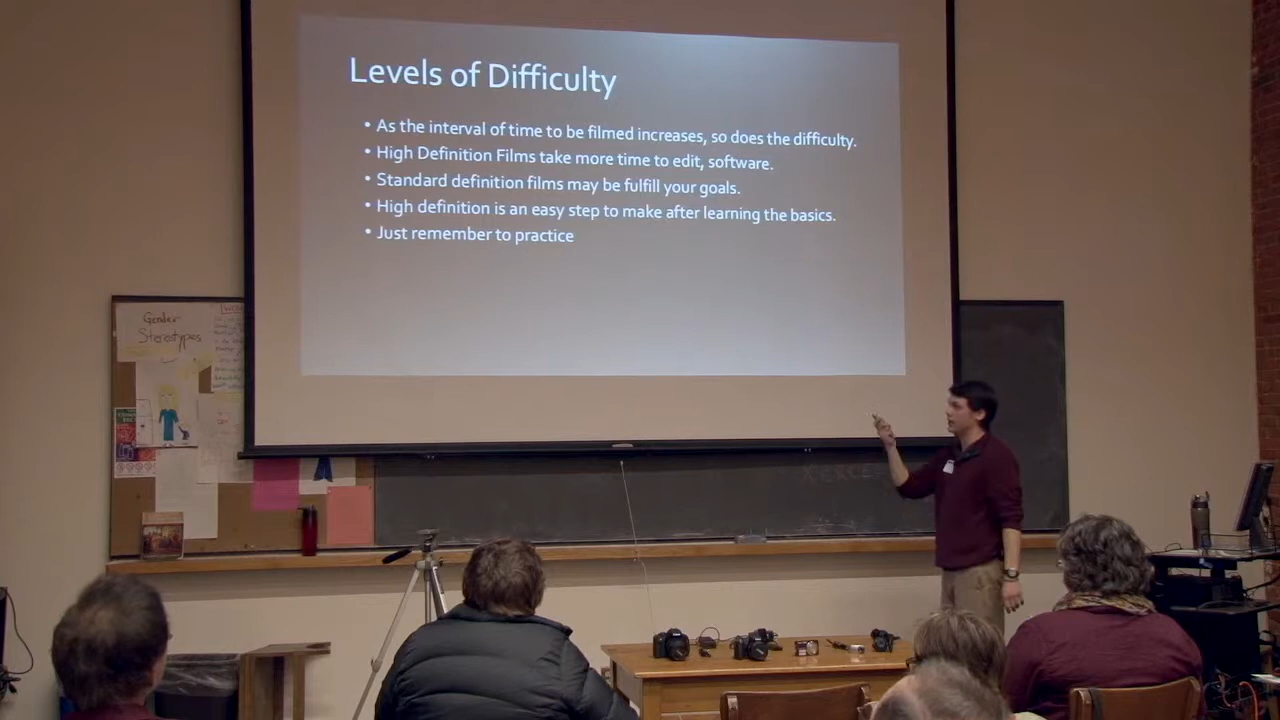 Levels of Difficulty
• As the interval of time to be filmed increases, so does the difficulty.
• High Definition Films take more time to edit, software.
• Standard definition films may be fulfill your goals.
• High definition is an easy step to make after learning the basics.
• Just remember to practice
Gender
Stereotypes